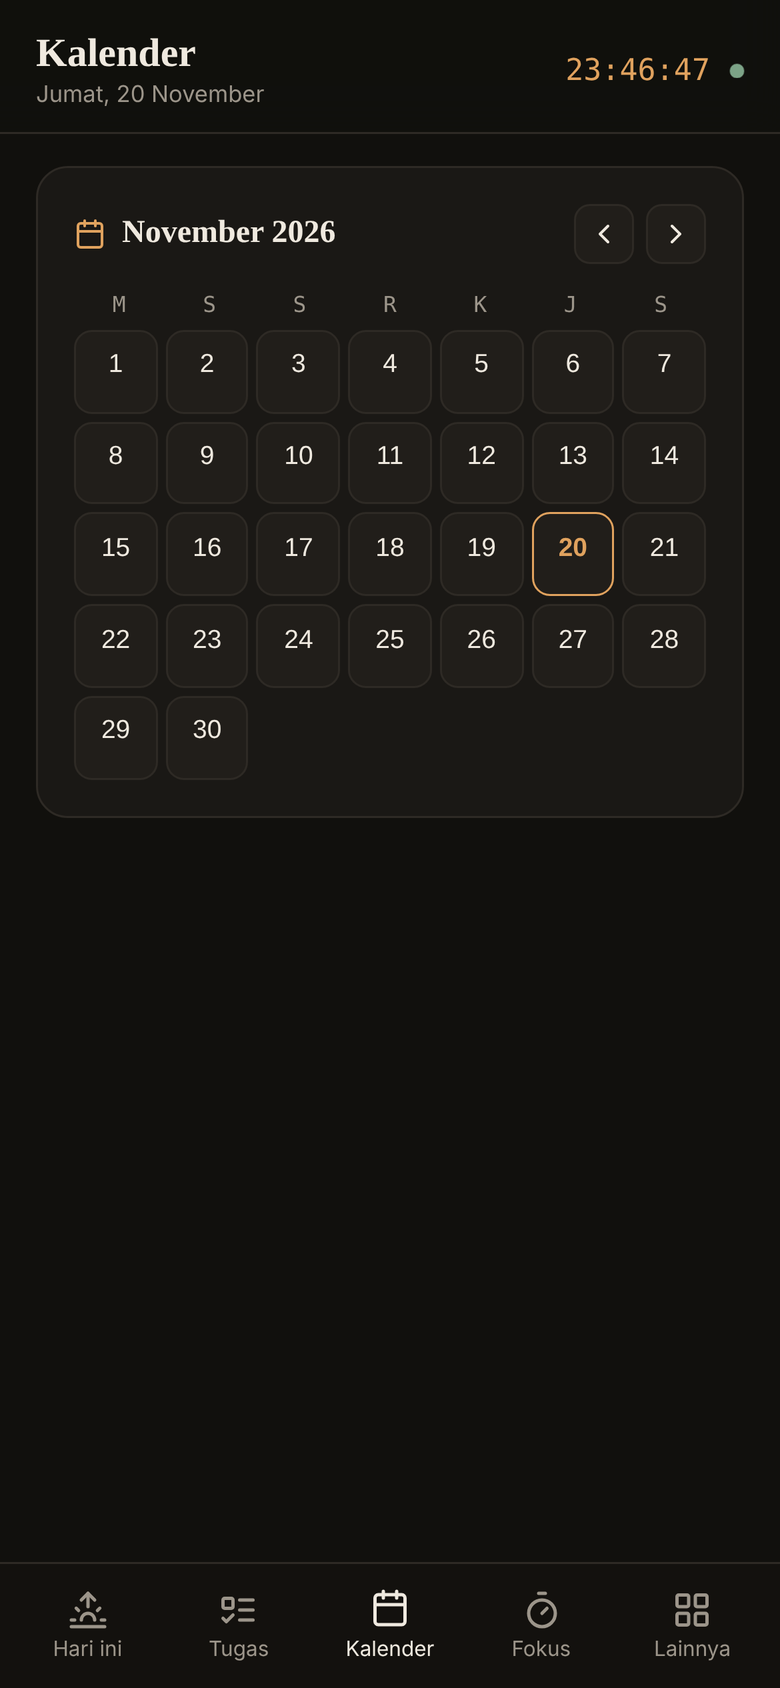 Kalender
Jumat, 20 November
23:46:47
November 2026
M S S R K J S
1 2 3 4 5 6 7
8 9 10 11 12 13 14
15 16 17 18 19 20 21
22 23 24 25 26 27 28
29 30
Hari ini Tugas Kalender Fokus Lainnya